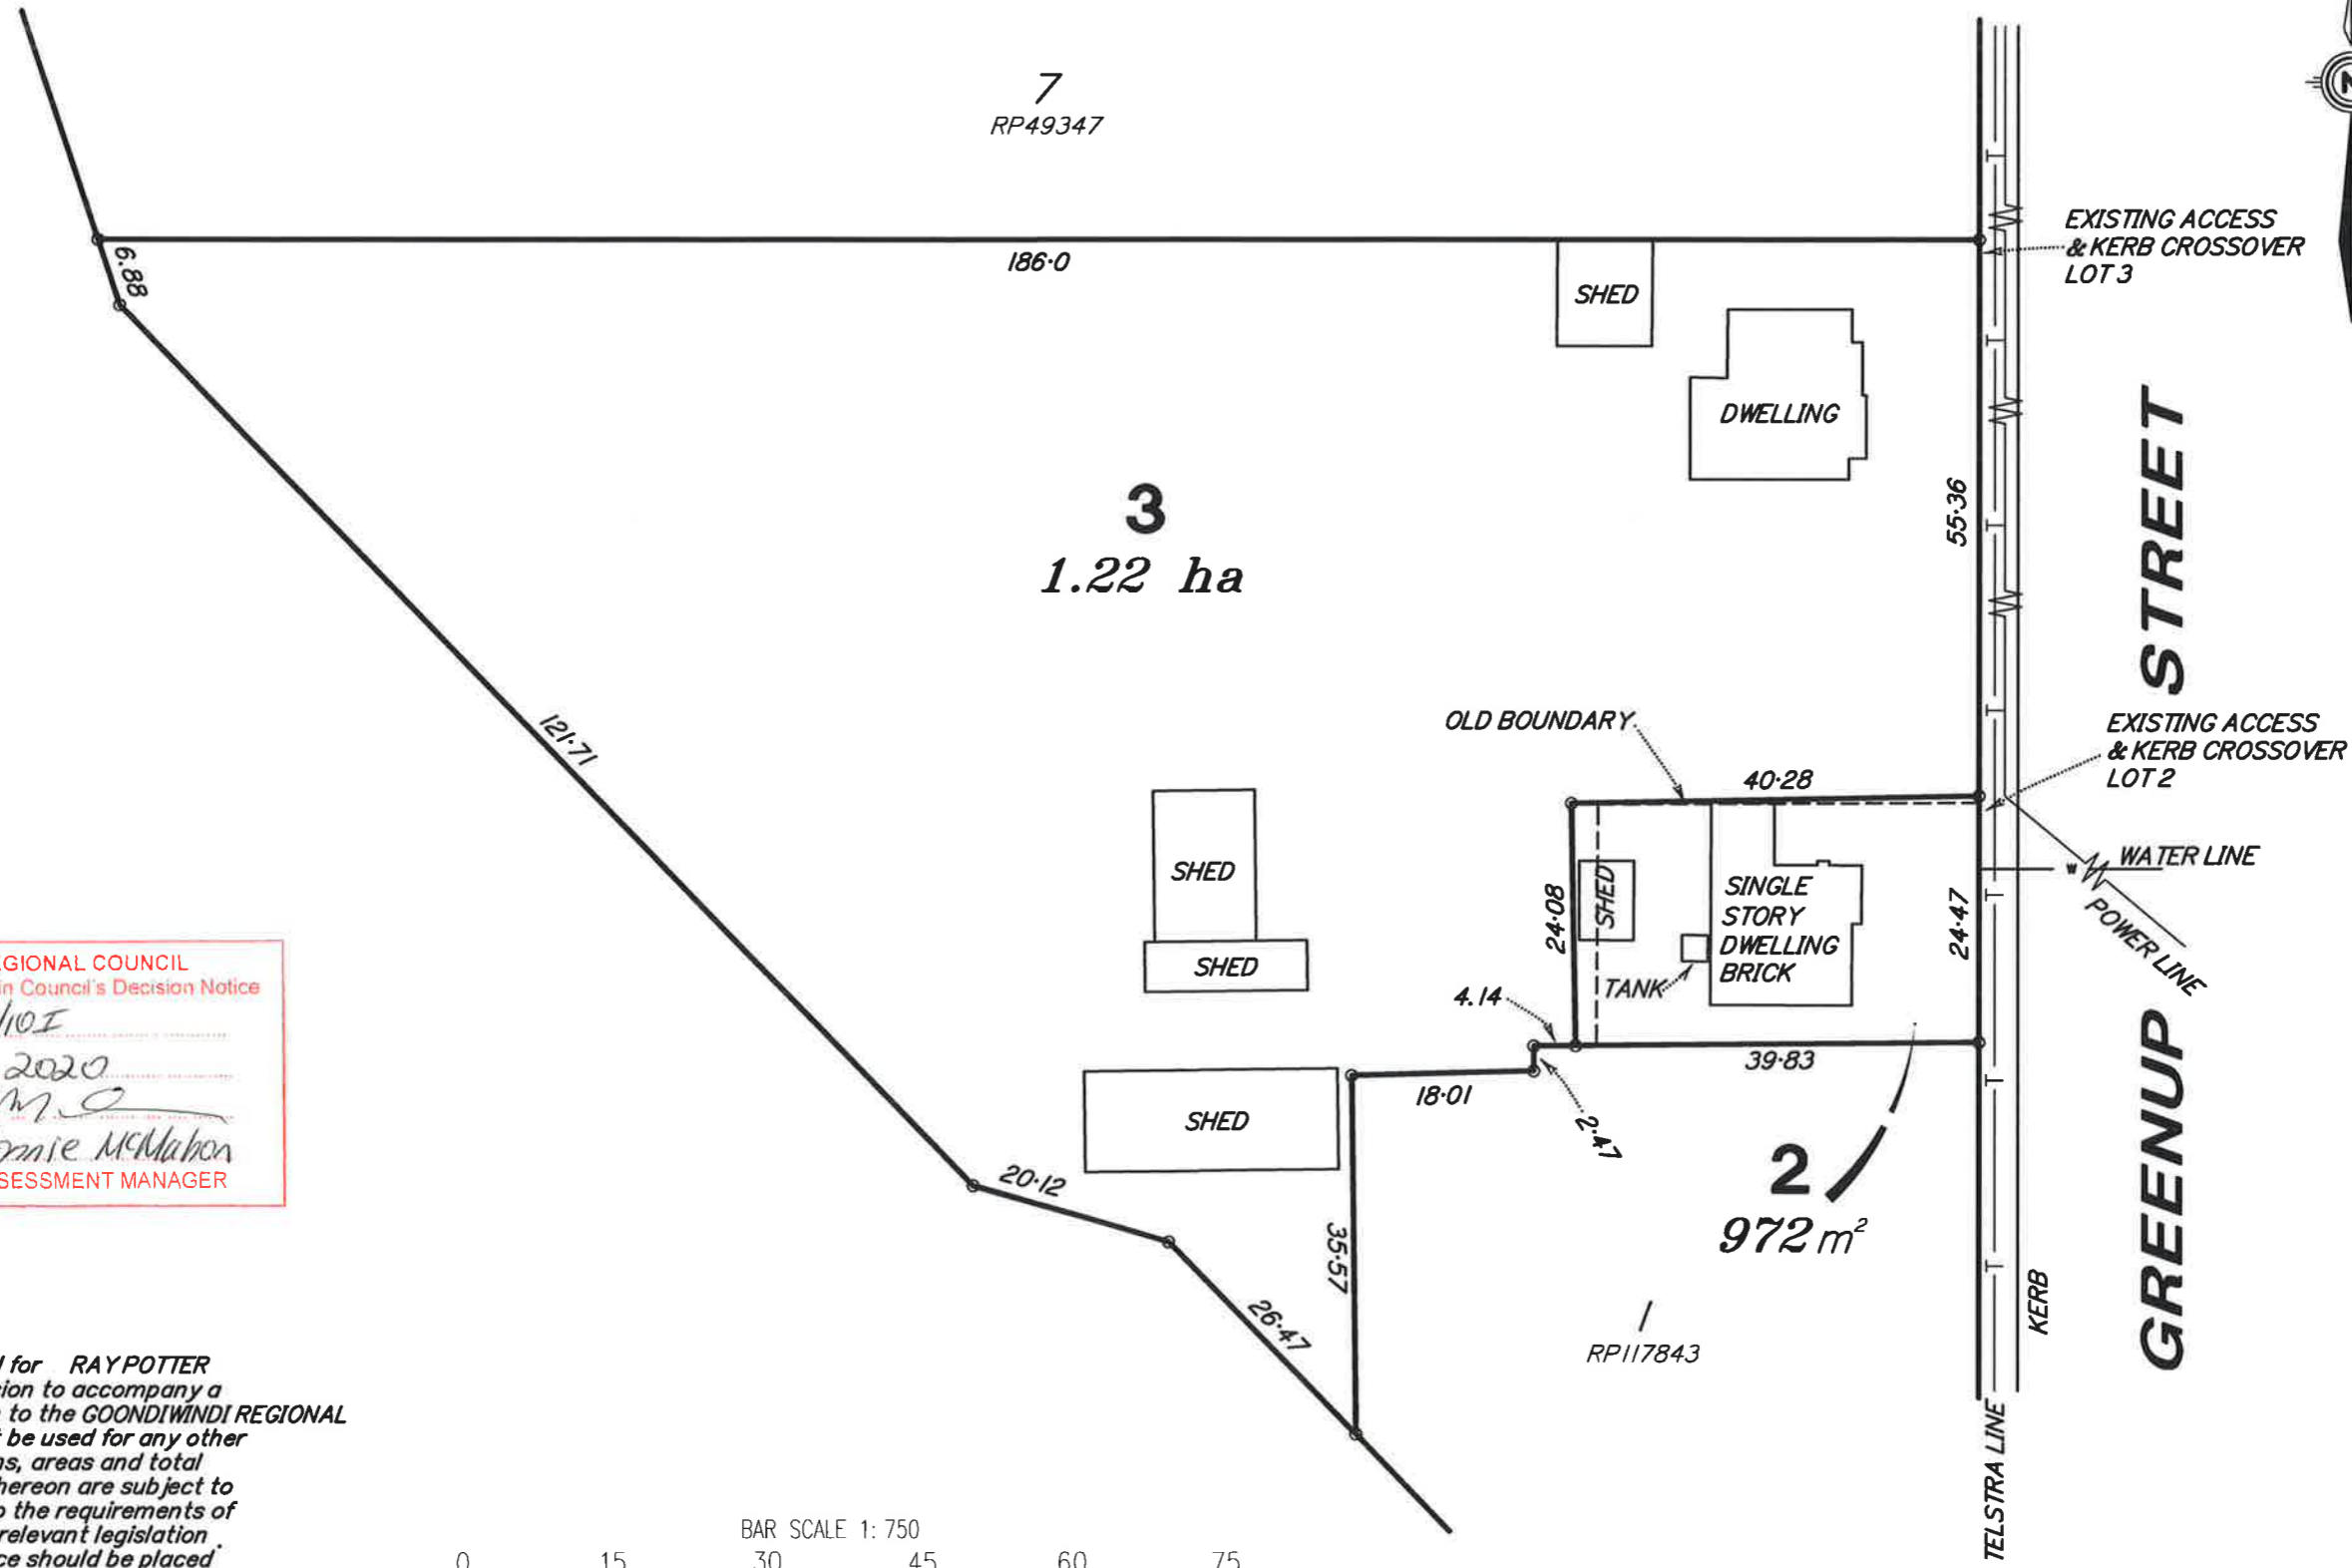 7
RP49347
186·0
6.88
EXISTING ACCESS
& KERB CROSSOVER
LOT 3
SHED
DWELLING
3
1.22 ha
55·36
STREET
121·71
OLD BOUNDARY
40·28
EXISTING ACCESS
& KERB CROSSOVER
LOT 2
SHED
SHED
24·08
SHED
SINGLE
STORY
DWELLING
BRICK
TANK
24·47
W
WATER LINE
POWER LINE
4.14
39·83
18·01
2·47
SHED
20·12
35·57
26·47
2
972 m²
1
RP117843
KERB
GREENUP
TELSTRA LINE
REGIONAL COUNCIL
in Council's Decision Notice
2020
McMahon
ASSESSMENT MANAGER
for RAY POTTER
to accompany a
to the GOONDIWINDI REGIONAL
be used for any other
areas and total
hereon are subject to
the requirements of
relevant legislation.
should be placed
BAR SCALE 1: 750
0 15 30 45 60 75